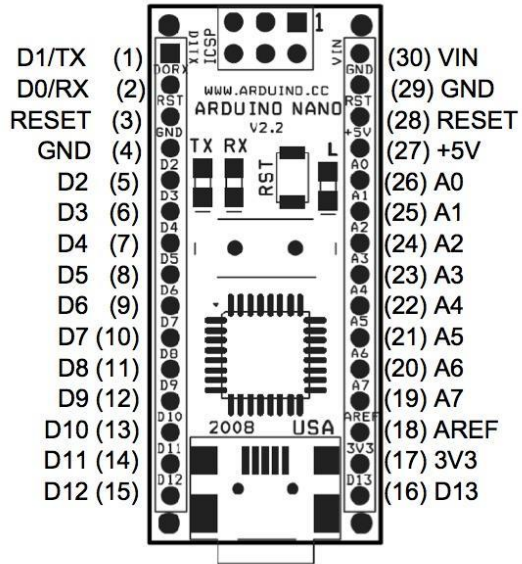 D1/TX (1)
D0/RX (2)
RESET (3)
GND (4)
D2 (5)
D3 (6)
D4 (7)
D5 (8)
D6 (9)
D7 (10)
D8 (11)
D9 (12)
D10 (13)
D11 (14)
D12 (15)
D1TX
ICSP
1
VIN
D0RX
RST
GND
D2
D3
D4
D5
D6
D7
D8
D9
D10
D11
D12
WWW.ARDUINO.CC
ARDUINO NANO
V2.2
TX RX
RST
L
2008 USA
GND
RST
+5V
A0
A1
A2
A3
A4
A5
A6
A7
AREF
3V3
D13
(30) VIN
(29) GND
(28) RESET
(27) +5V
(26) A0
(25) A1
(24) A2
(23) A3
(22) A4
(21) A5
(20) A6
(19) A7
(18) AREF
(17) 3V3
(16) D13